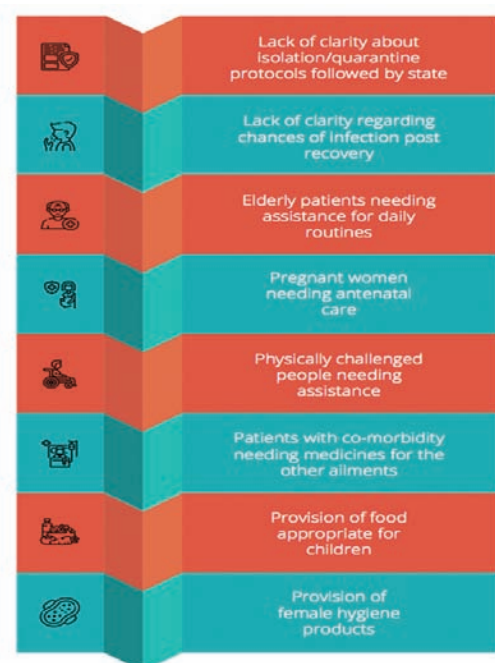 Lack of clarity about
isolation/quarantine
protocols followed by state
Lack of clarity regarding
chances of infection post
recovery
Elderly patients needing
assistance for daily
routines
Pregnant women
needing antenatal
care
Physically challenged
people needing
assistance
Patients with co-morbidity
needing medicines for the
other ailments
Provision of food
appropriate for
children
Provision of
female hygiene
products